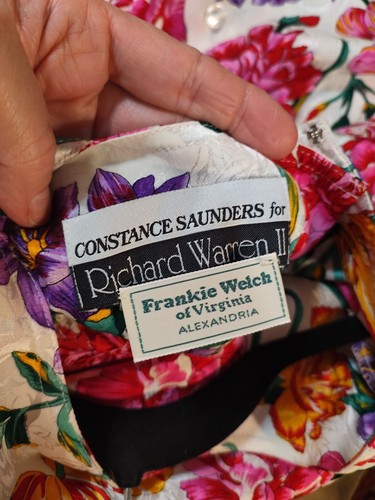 CONSTANCE SAUNDERS for
Richard Warren II
Frankie Welch
of Virginia
ALEXANDRIA